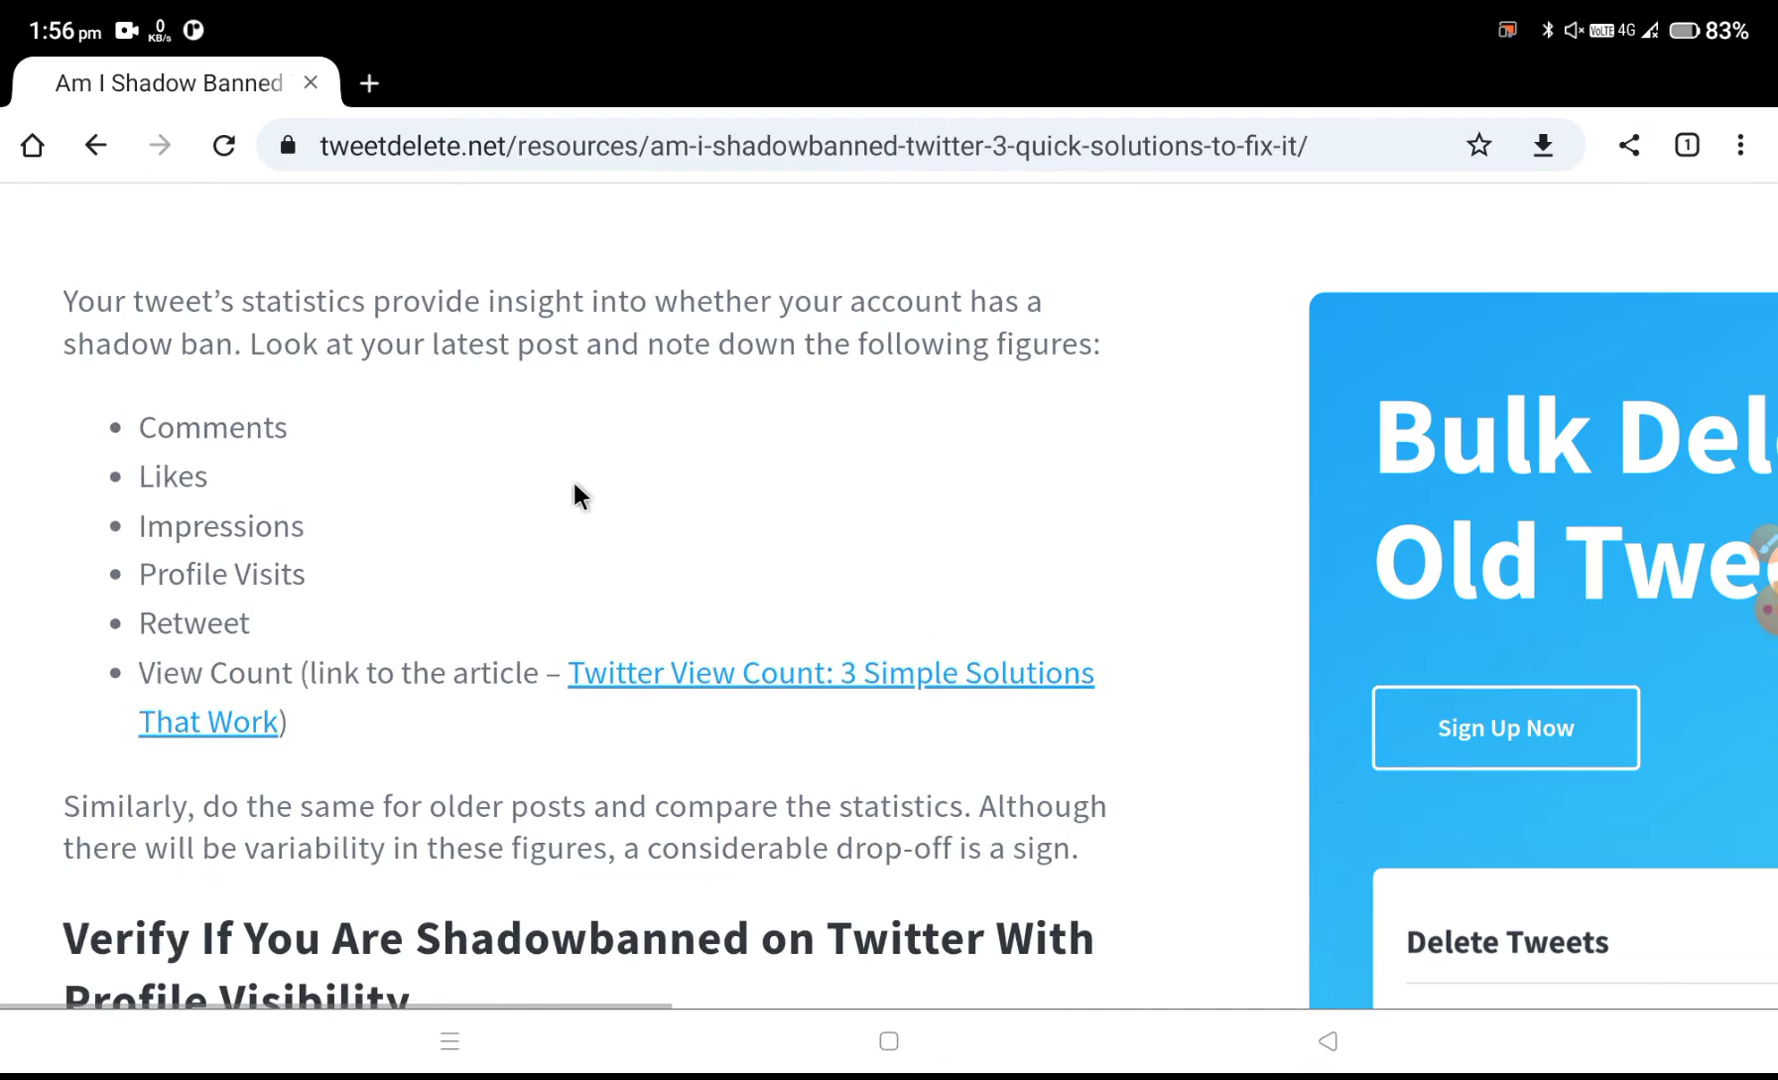 1:56 pm 0 KB/s VoLTE 4G 83%
Am I Shadow Banned
tweetdelete.net/resources/am-i-shadowbanned-twitter-3-quick-solutions-to-fix-it/ 1
Your tweet’s statistics provide insight into whether your account has a
shadow ban. Look at your latest post and note down the following figures:
Comments
Likes
Impressions
Profile Visits
Retweet
View Count (link to the article – Twitter View Count: 3 Simple Solutions
That Work)
Similarly, do the same for older posts and compare the statistics. Although
there will be variability in these figures, a considerable drop-off is a sign.
Verify If You Are Shadowbanned on Twitter With
Profile Visibility
Bulk Del
Old Twe
Sign Up Now
Delete Tweets